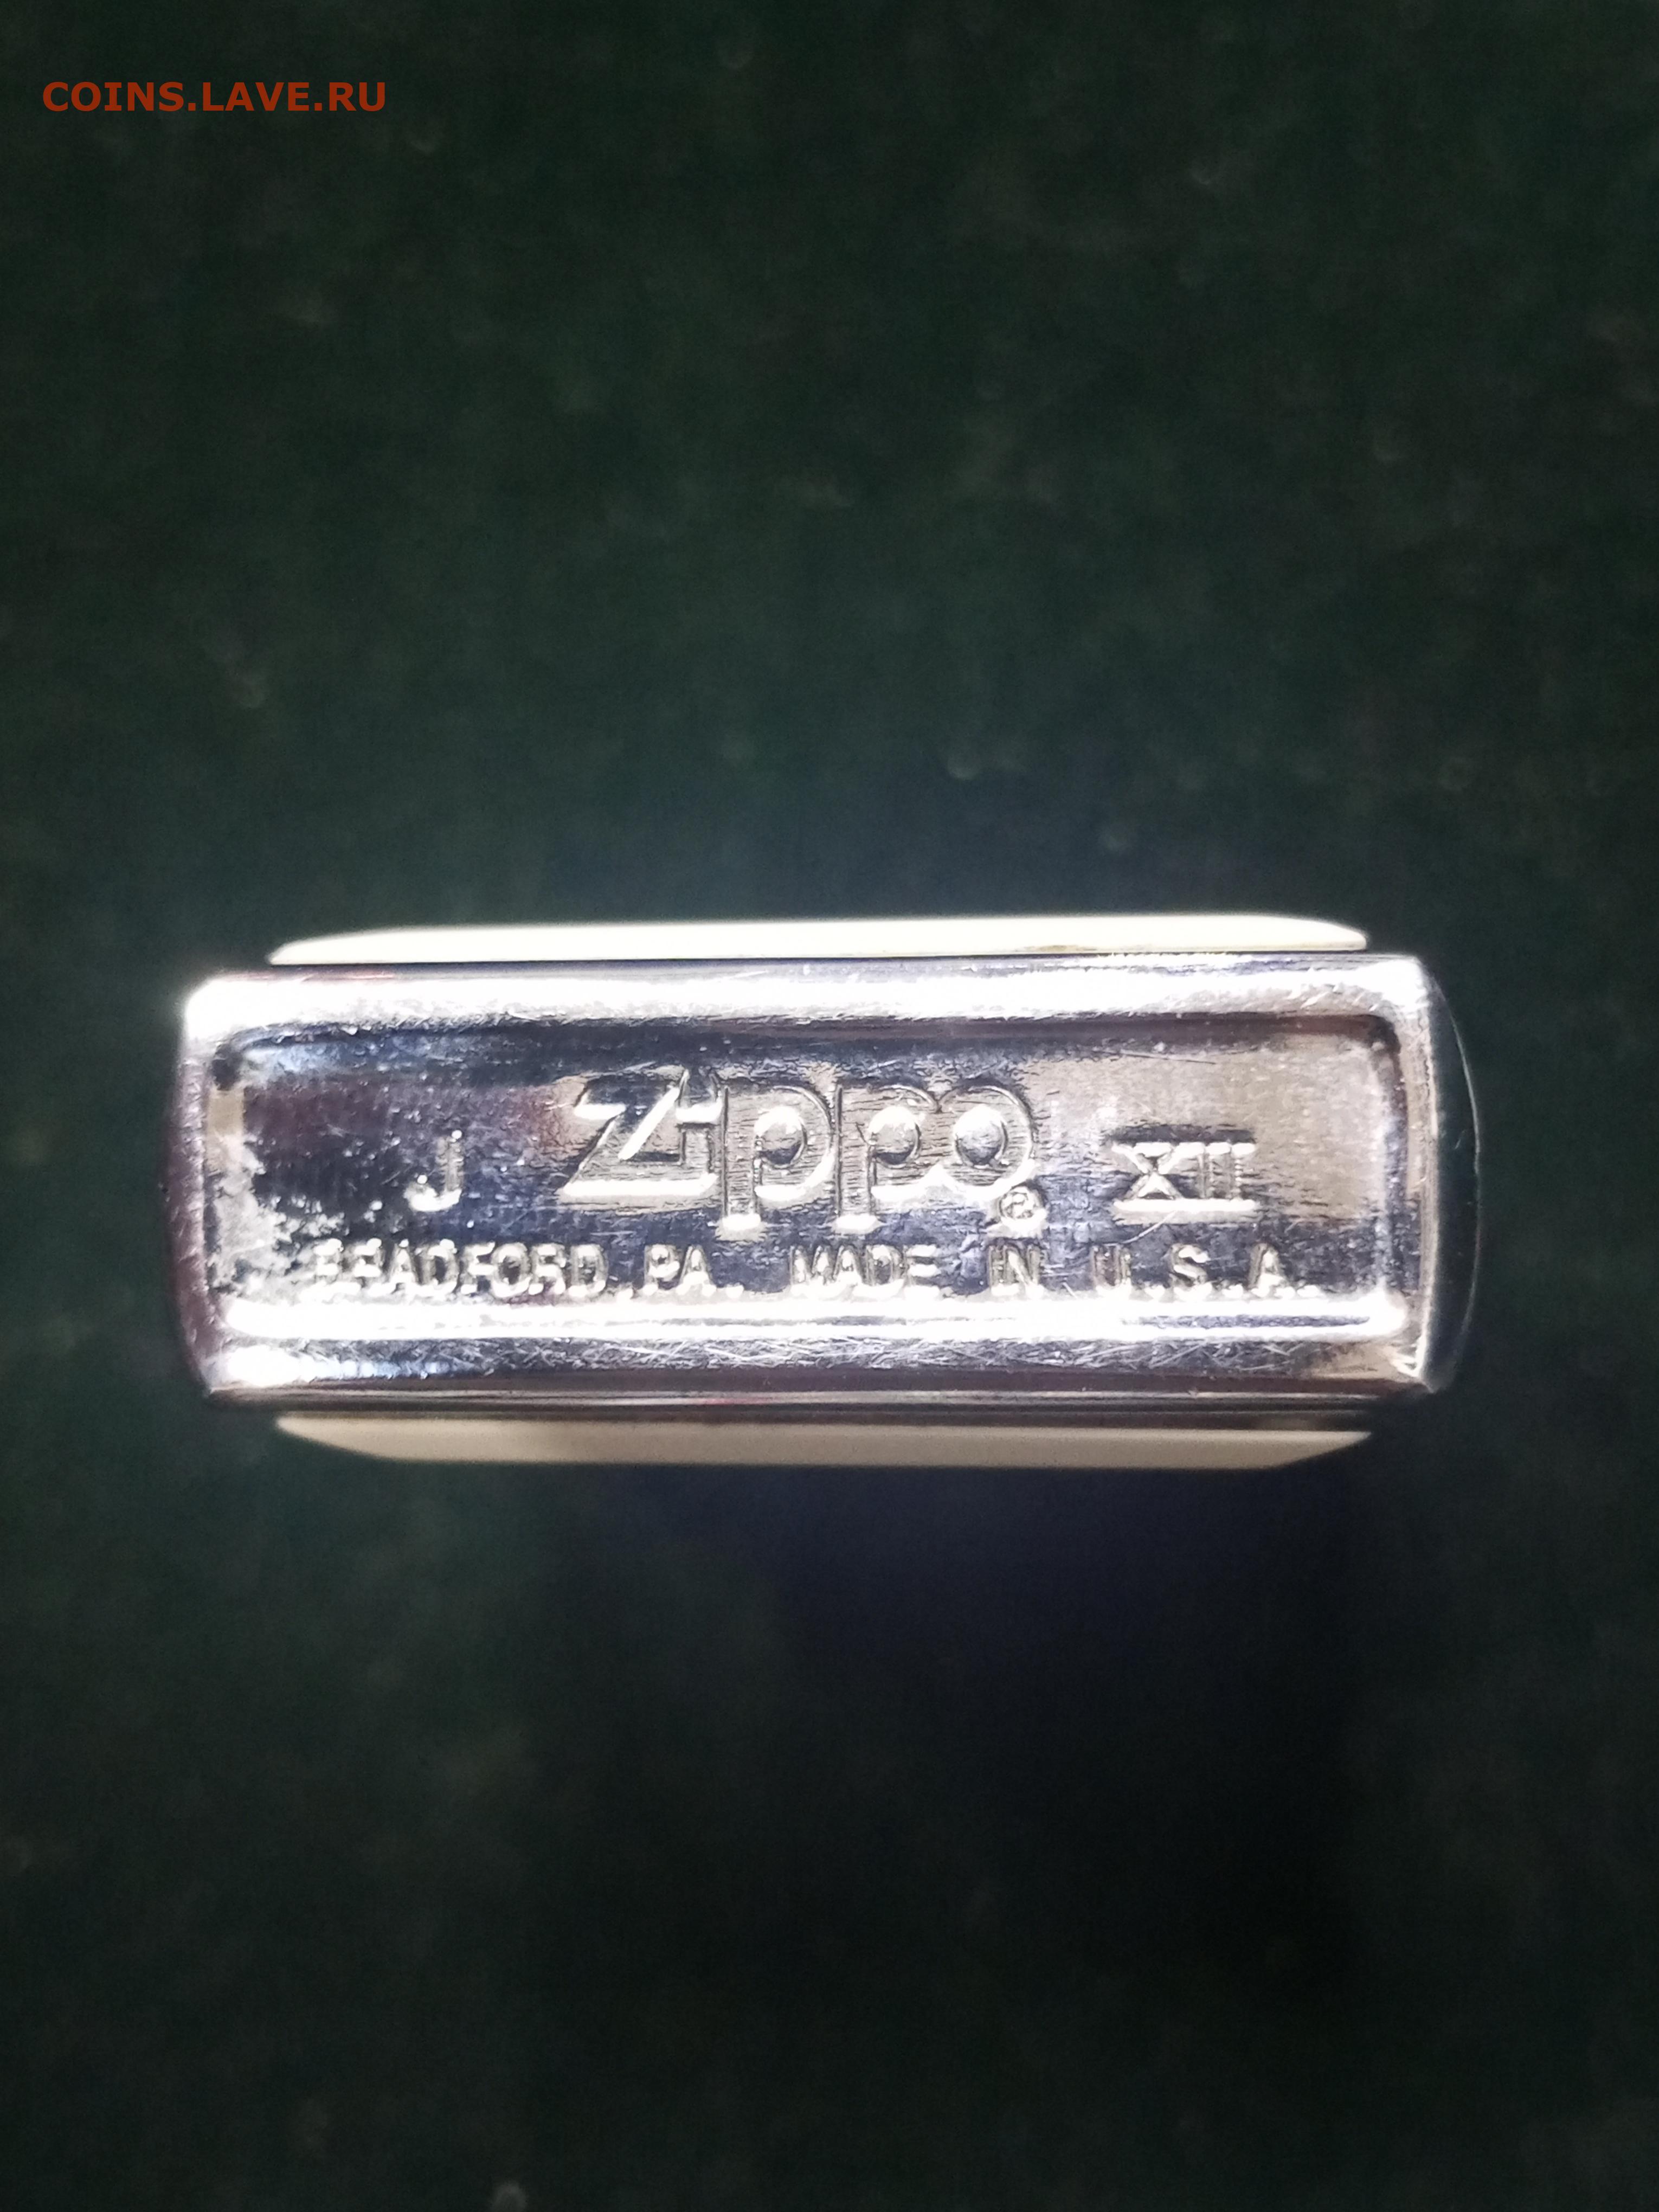 COINS.LAVE.RU
J Zippo ® XII
BRADFORD, PA. MADE IN U.S.A.